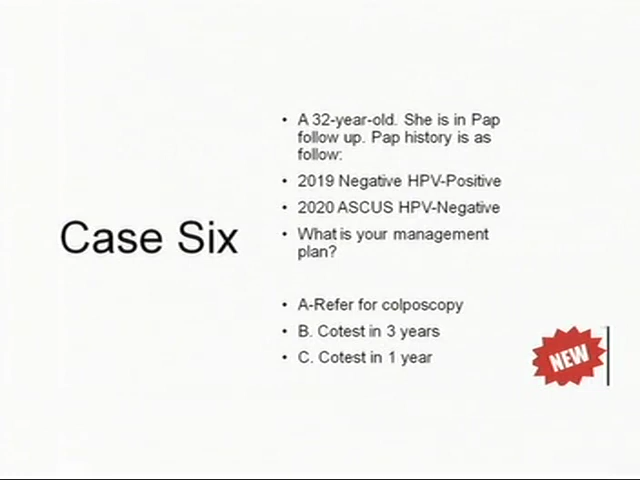 Case Six
• A 32-year-old. She is in Pap
follow up. Pap history is as
follow:
• 2019 Negative HPV-Positive
• 2020 ASCUS HPV-Negative
• What is your management
plan?
• A-Refer for colposcopy
• B. Cotest in 3 years
• C. Cotest in 1 year
NEW